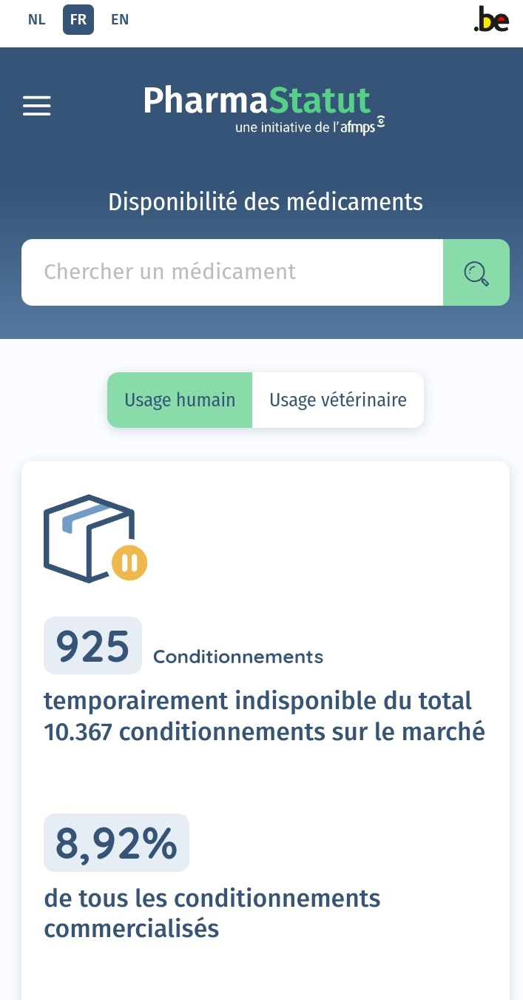 NL FR EN
.be
PharmaStatut
une initiative de l'afmps
Disponibilité des médicaments
Chercher un médicament
Usage humain Usage vétérinaire
925 Conditionnements
temporairement indisponible du total
10.367 conditionnements sur le marché
8,92%
de tous les conditionnements
commercialisés